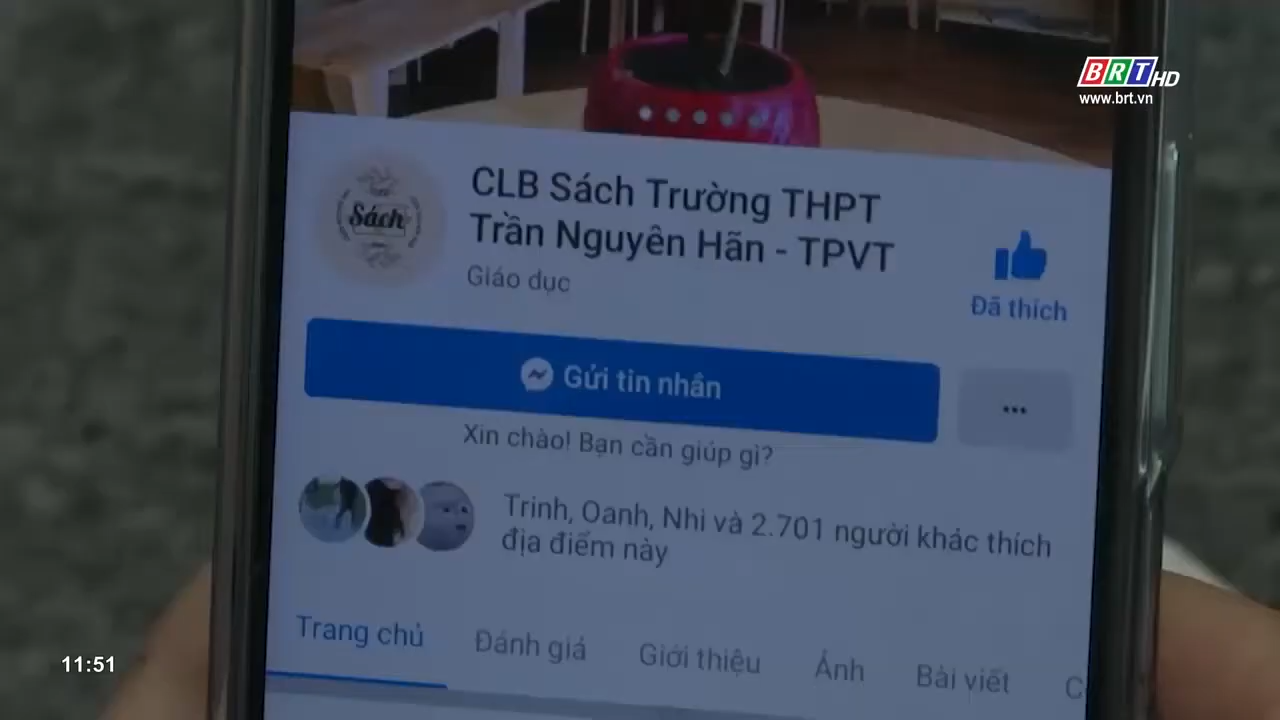 BRT HD
www.brt.vn
Sách
CLB Sách Trường THPT
Trần Nguyên Hãn - TPVT
Giáo dục
Đã thích
Gửi tin nhắn
Xin chào! Bạn cần giúp gì?
Trinh, Oanh, Nhi và 2.701 người khác thích
địa điểm này
Trang chủ Đánh giá Giới thiệu Ảnh Bài viết
11:51